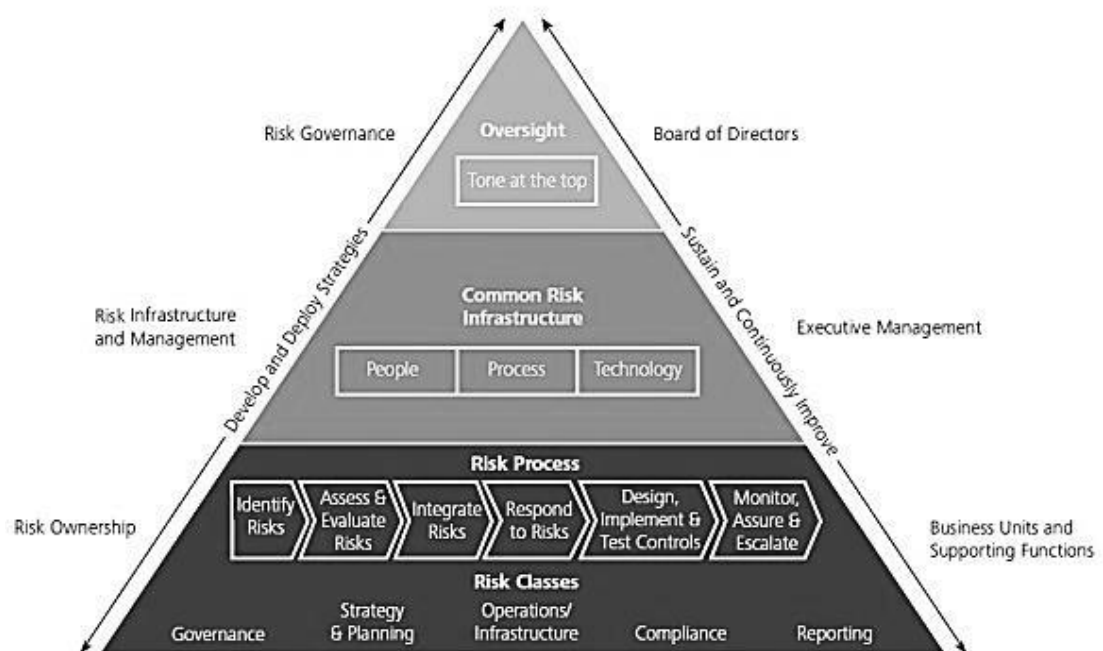 Risk Governance
Oversight
Tone at the top
Board of Directors
Develop and Deploy Strategies
Sustain and Continuously Improve
Risk Infrastructure
and Management
Common Risk
Infrastructure
People
Process
Technology
Executive Management
Risk Ownership
Risk Process
Identify
Risks
Assess &
Evaluate
Risks
Integrate
Risks
Respond
to Risks
Design,
Implement &
Test Controls
Monitor,
Assure &
Escalate
Business Units and
Supporting Functions
Risk Classes
Governance
Strategy
& Planning
Operations/
Infrastructure
Compliance
Reporting